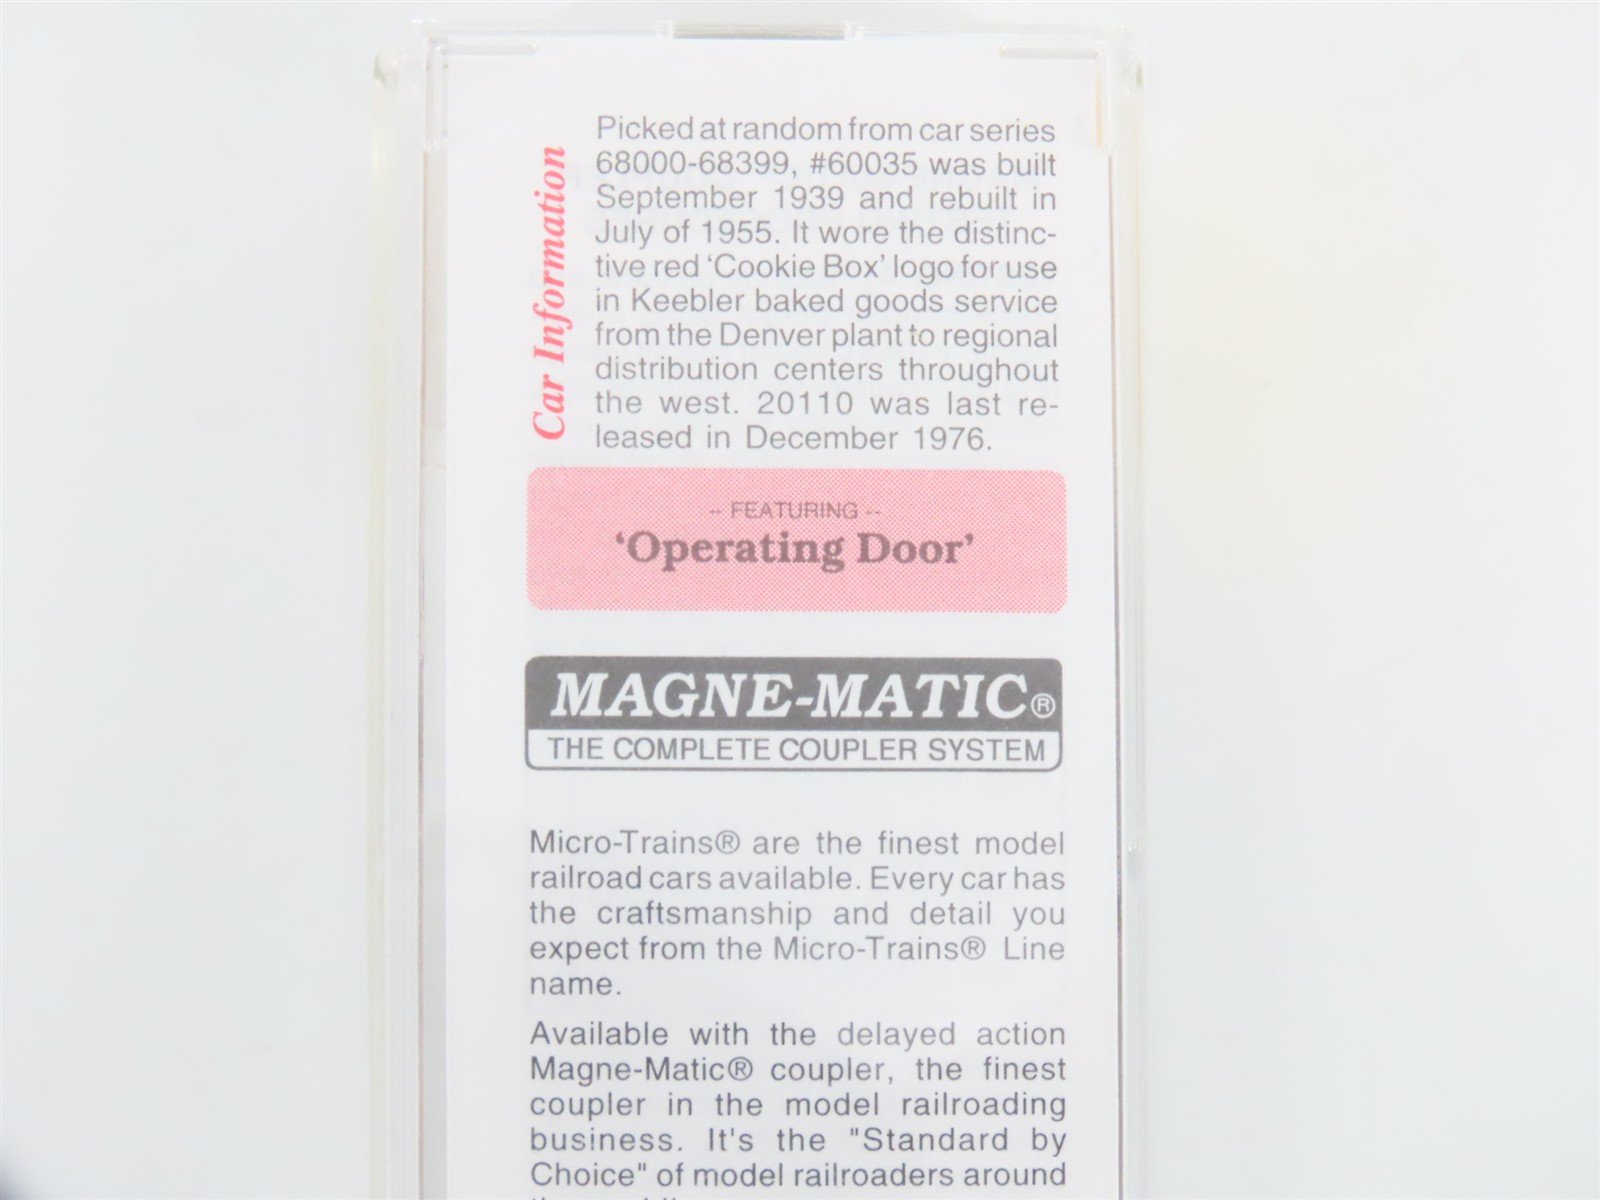 Car Information
Picked at random from car series
68000-68399, #60035 was built
September 1939 and rebuilt in
July of 1955. It wore the distinc-
tive red 'Cookie Box' logo for use
in Keebler baked goods service
from the Denver plant to regional
distribution centers throughout
the west. 20110 was last re-
leased in December 1976.
-- FEATURING --
'Operating Door'
MAGNE-MATIC®
THE COMPLETE COUPLER SYSTEM
Micro-Trains® are the finest model
railroad cars available. Every car has
the craftsmanship and detail you
expect from the Micro-Trains® Line
name.
Available with the delayed action
Magne-Matic® coupler, the finest
coupler in the model railroading
business. It's the "Standard by
Choice" of model railroaders around